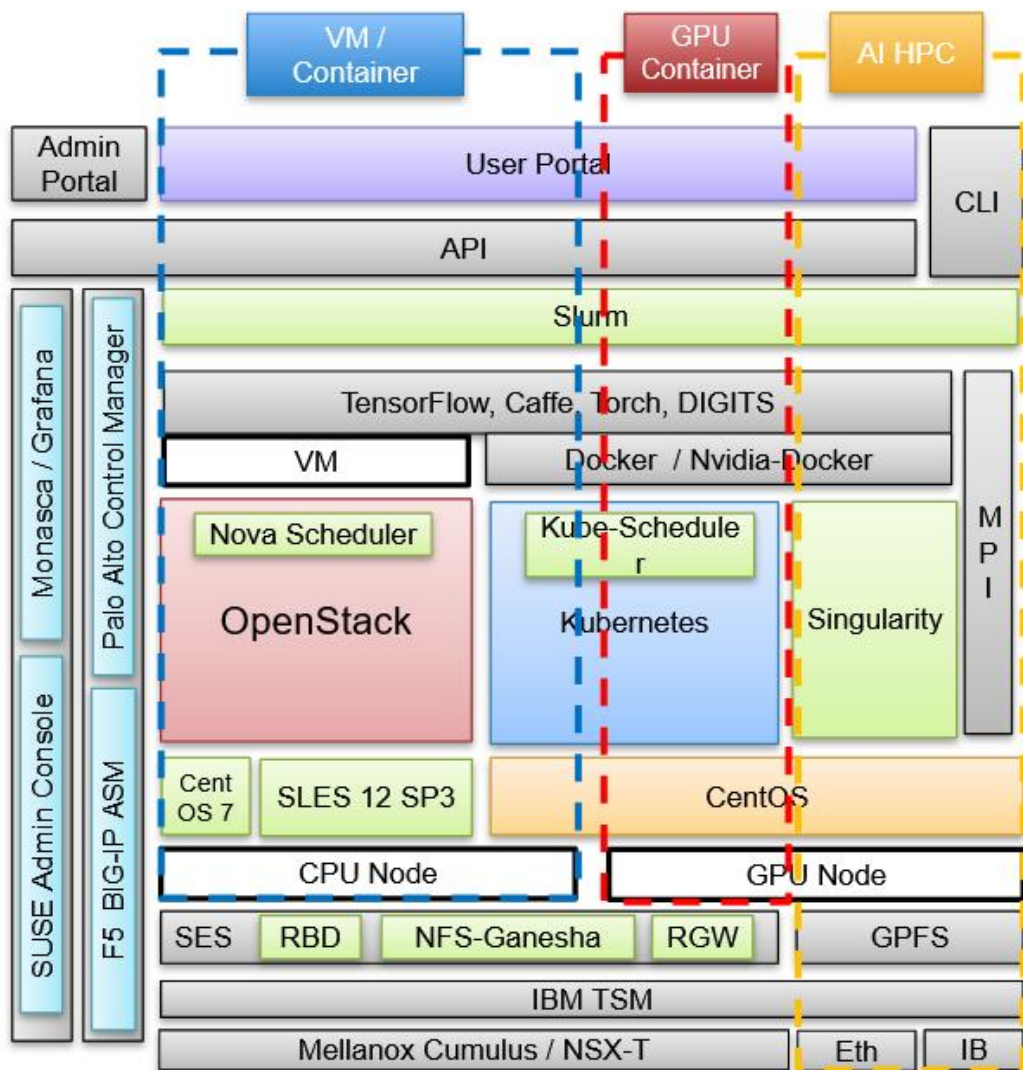 VM /
Container
GPU
Container
AI HPC
Admin
Portal
User Portal
CLI
API
Slurm
Monasca / Grafana
Palo Alto Control Manager
TensorFlow, Caffe, Torch, DIGITS
VM
Docker / Nvidia-Docker
MPI
Nova Scheduler
Kube-Schedule
r
OpenStack
Kubernetes
Singularity
SUSE Admin Console
F5 BIG-IP ASM
Cent
OS 7
SLES 12 SP3
CentOS
CPU Node
GPU Node
SES
RBD
NFS-Ganesha
RGW
GPFS
IBM TSM
Mellanox Cumulus / NSX-T
Eth
IB